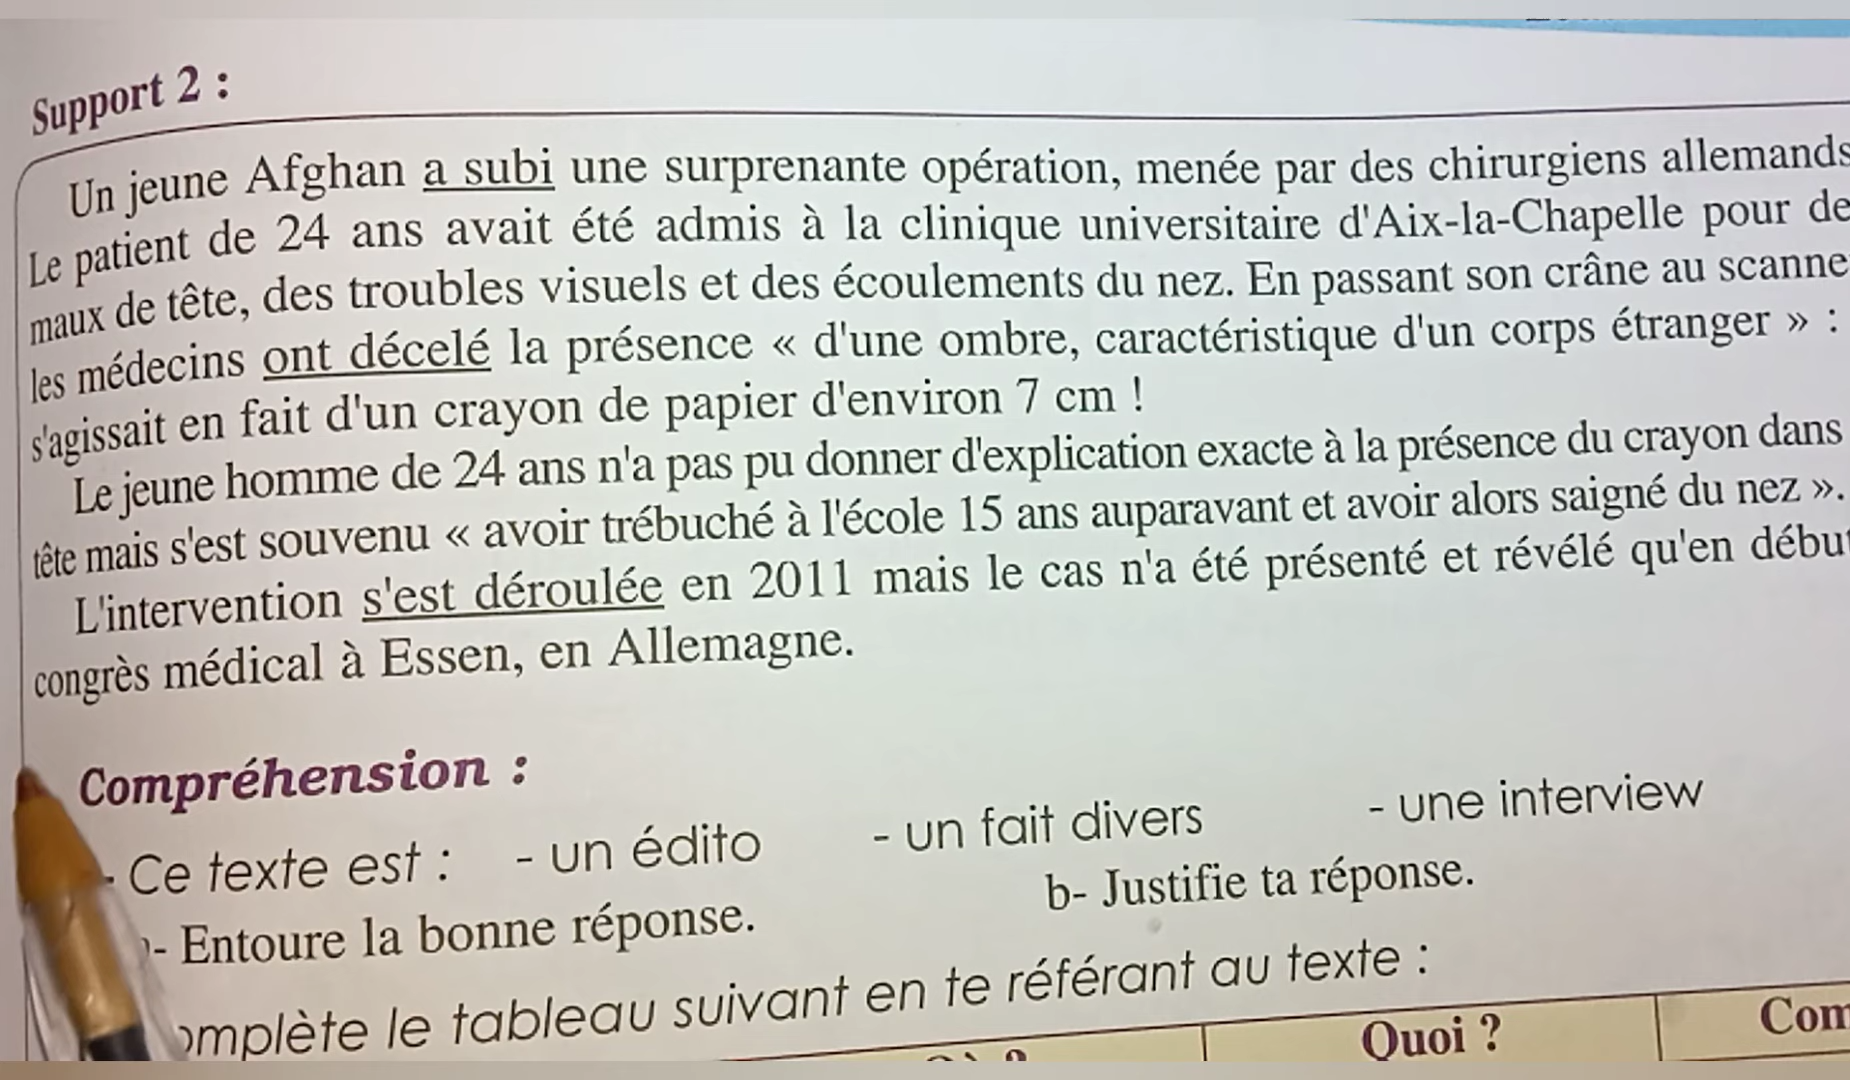 Support 2 :
Un jeune Afghan a subi une surprenante opération, menée par des chirurgiens allemands
Le patient de 24 ans avait été admis à la clinique universitaire d'Aix-la-Chapelle pour de
maux de tête, des troubles visuels et des écoulements du nez. En passant son crâne au scanne
les médecins ont décelé la présence « d'une ombre, caractéristique d'un corps étranger » :
s'agissait en fait d'un crayon de papier d'environ 7 cm !
Le jeune homme de 24 ans n'a pas pu donner d'explication exacte à la présence du crayon dans
tête mais s'est souvenu « avoir trébuché à l'école 15 ans auparavant et avoir alors saigné du nez ».
L'intervention s'est déroulée en 2011 mais le cas n'a été présenté et révélé qu'en début
congrès médical à Essen, en Allemagne.
Compréhension :
- Ce texte est : - un édito - un fait divers - une interview
- Entoure la bonne réponse. b- Justifie ta réponse.
omplète le tableau suivant en te référant au texte :
Quoi ? Com